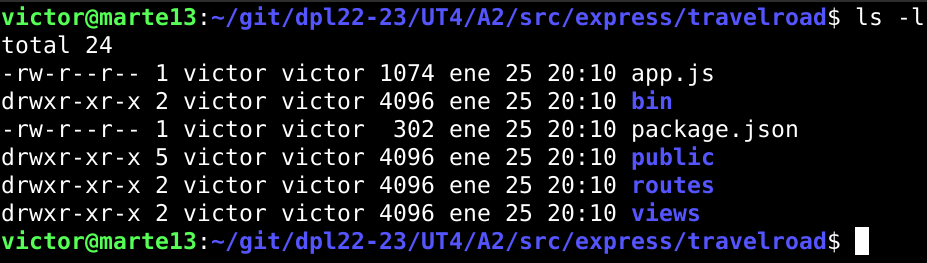 victor@marte13:~/git/dpl22-23/UT4/A2/src/express/travelroad$ ls -l
total 24
-rw-r--r-- 1 victor victor 1074 ene 25 20:10 app.js
drwxr-xr-x 2 victor victor 4096 ene 25 20:10 bin
-rw-r--r-- 1 victor victor  302 ene 25 20:10 package.json
drwxr-xr-x 5 victor victor 4096 ene 25 20:10 public
drwxr-xr-x 2 victor victor 4096 ene 25 20:10 routes
drwxr-xr-x 2 victor victor 4096 ene 25 20:10 views
victor@marte13:~/git/dpl22-23/UT4/A2/src/express/travelroad$